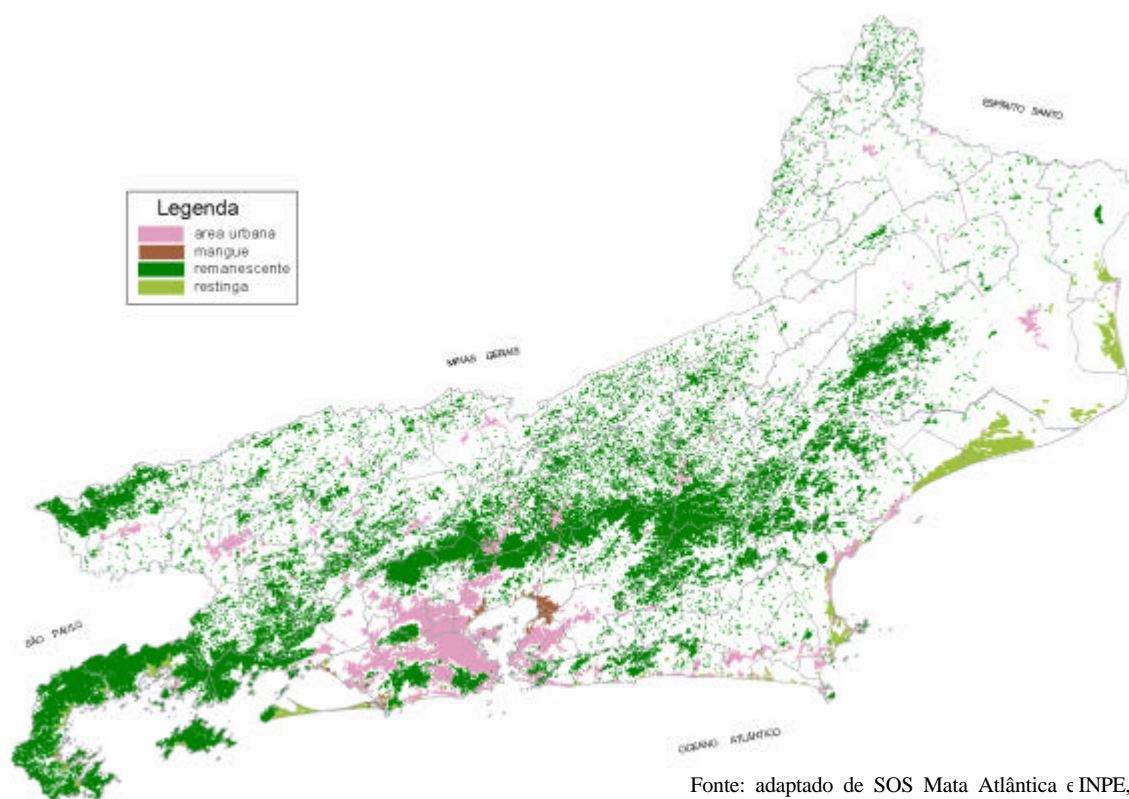 ESPÍRITO SANTO
Legenda
area urbana
mangue
remanescente
restinga
MINAS GERAIS
SÃO PAULO
OCEANO ATLÂNTICO
Fonte: adaptado de SOS Mata Atlântica e INPE,